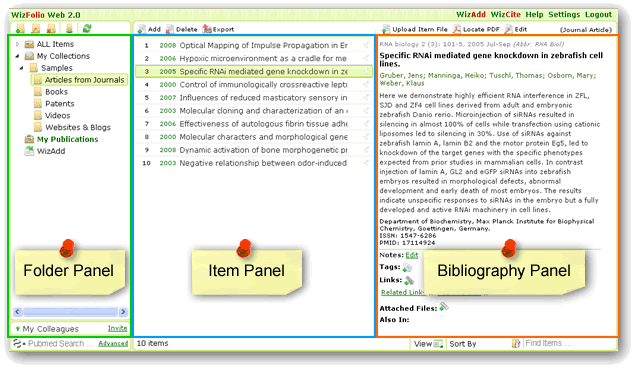 WizFolio Web 2.0
WizAdd WizCite Help Settings Logout
Add Delete Export
Upload Item File Locate PDF Edit (Journal Article)
ALL Items
My Collections
Samples
Articles from Journals
Books
Patents
Videos
Websites & Blogs
My Publications
WizAdd
Folder Panel
My Colleagues Invite
Pubmed Search ... Advanced
1 2008 Optical Mapping of Impulse Propagation in Er
2 2006 Hypoxic microenvironment as a cradle for me
3 2005 Specific RNAi mediated gene knockdown in ze
4 2000 Control of immunologically crossreactive lept
5 2007 Influences of reduced masticatory sensory in
6 2003 Molecular cloning and characterization of an
7 2006 Effectiveness of autologous fibrin tissue adhe
8 2000 Molecular characters and morphological gene
9 2008 Dynamic activation of bone morphogenetic pr
10 2003 Negative relationship between odor-induced
Item Panel
10 items
View Sort By Find Items ...
RNA biology 2 (3): 101-5, 2005 Jul-Sep (Abbr: RNA Biol)
Specific RNAi mediated gene knockdown in zebrafish cell
lines.
Gruber, Jens; Manninga, Heiko; Tuschl, Thomas; Osborn, Mary;
Weber, Klaus
Here we demonstrate highly efficient RNA interference in ZFL,
SJD and ZF4 cell lines derived from adult and embryonic
zebrafish Danio rerio. Microinjection of siRNAs resulted in
silencing in almost 100% of cells while transfection using cationic
liposomes led to silencing in 30%. Use of siRNAs against
zebrafish lamin A, lamin B2 and the motor protein Eg5, led to
knockdown of the target genes with the specific phenotypes
expected from prior studies in mammalian cells. In contrast
injection of lamin A, GL2 and eGFP siRNAs into zebrafish
embryos resulted in morphological defects, abnormal
development and early death of most embryos. The results
indicate unspecific responses to siRNAs in the embryo but a fully
developed and active RNAi machinery in cell lines.
Department of Biochemistry, Max Planck Institute for Biophysical
Chemistry, Goettingen, Germany.
ISSN: 1547-6286
PMID: 17114924
Notes: Edit
Tags:
Links:
Related Link
Bibliography Panel
Attached Files:
Also In: